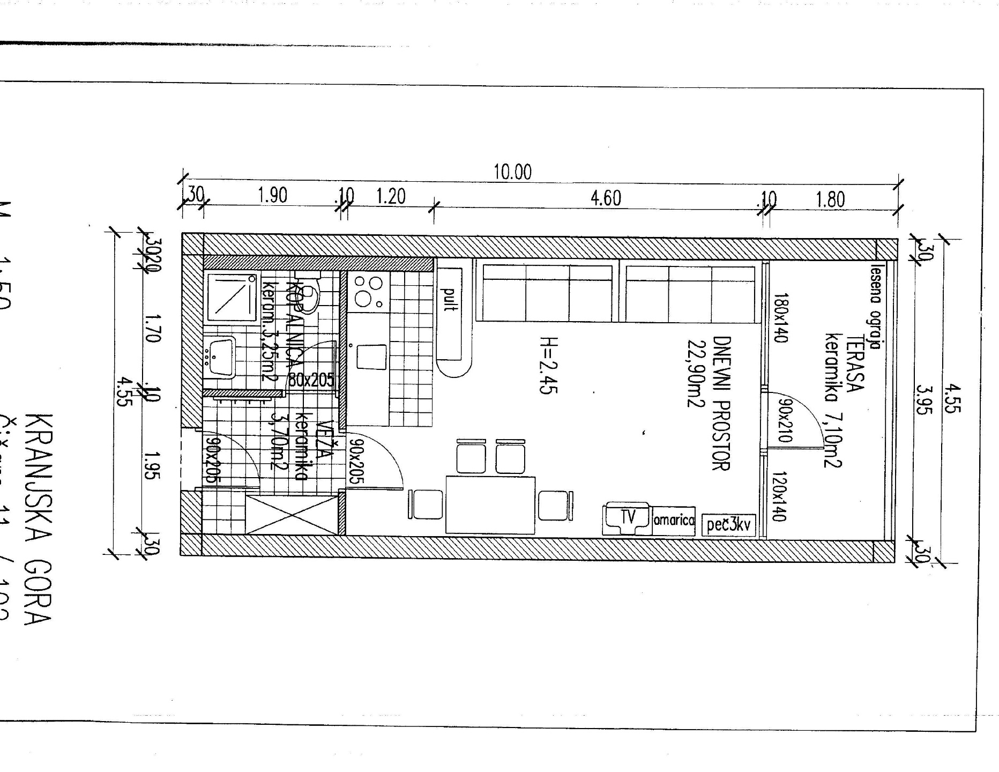 10.00
.30
1.90
.10
1.20
4.60
.10
1.80
.30
.20
1.70
.10
1.95
.30
4.55
.30
3.95
.30
4.55
lesena ograja
TERASA
keramika 7,10m2
180x140
90x210
120x140
DNEVNI PROSTOR
22,90m2
H=2.45
pult
TV
omarica
peč3kv
KOPALNICA
keram.3,25m2
80x205
VEŽA
keramika
3,70m2
90x205
90x205
KRANJSKA GORA